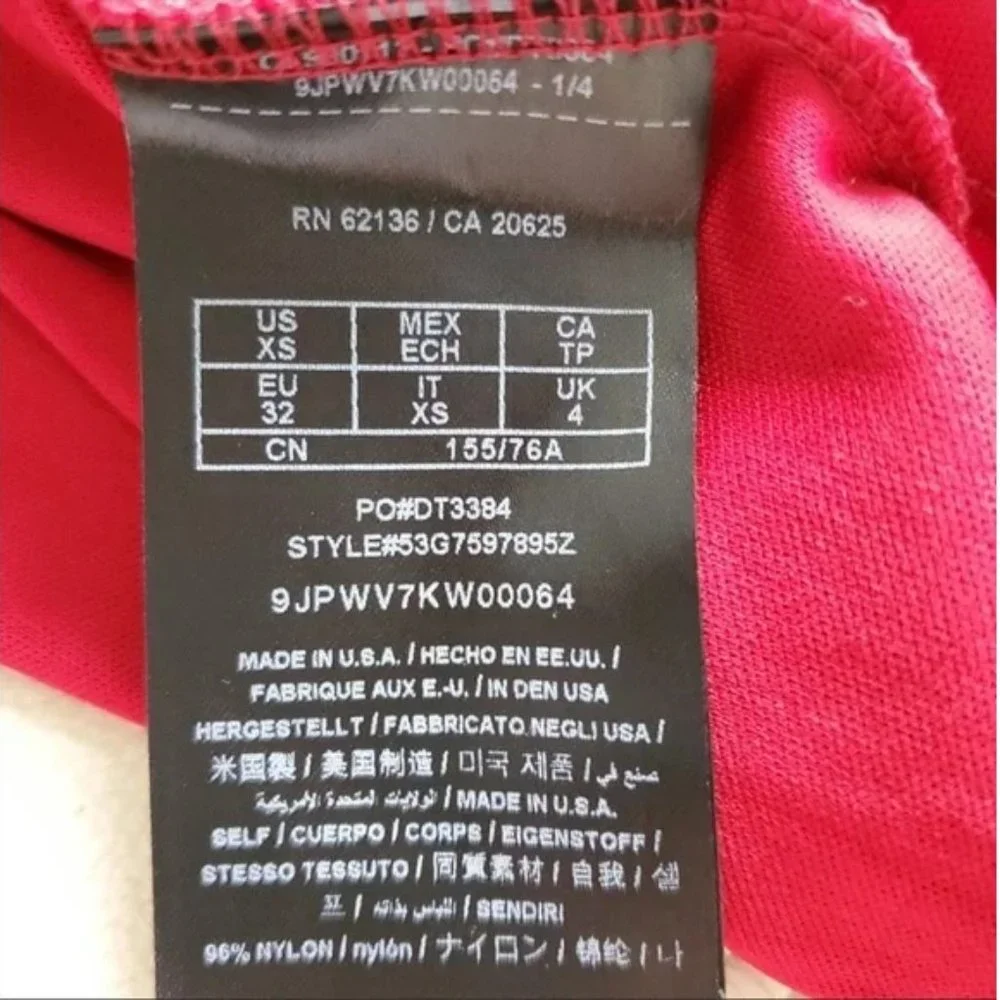 9JPWV7KW00064 - 1/4
RN 62136 / CA 20625
US MEX CA
XS ECH TP
EU IT UK
32 XS 4
CN 155/76A
PO#DT3384
STYLE#53G7597895Z
9JPWV7KW00064
MADE IN U.S.A. / HECHO EN EE.UU. /
FABRIQUE AUX E.-U. / IN DEN USA
HERGESTELLT / FABBRICATO NEGLI USA /
米国製 / 美国制造 / 미국 제품 / صنع في
الولايات المتحدة الأمريكية / MADE IN U.S.A.
SELF / CUERPO / CORPS / EIGENSTOFF /
STESSO TESSUTO / 同質素材 / 自我 / 셀
프 / اللباس بذاته / SENDIRI
96% NYLON / nylón / ナイロン / 锦纶 / 나